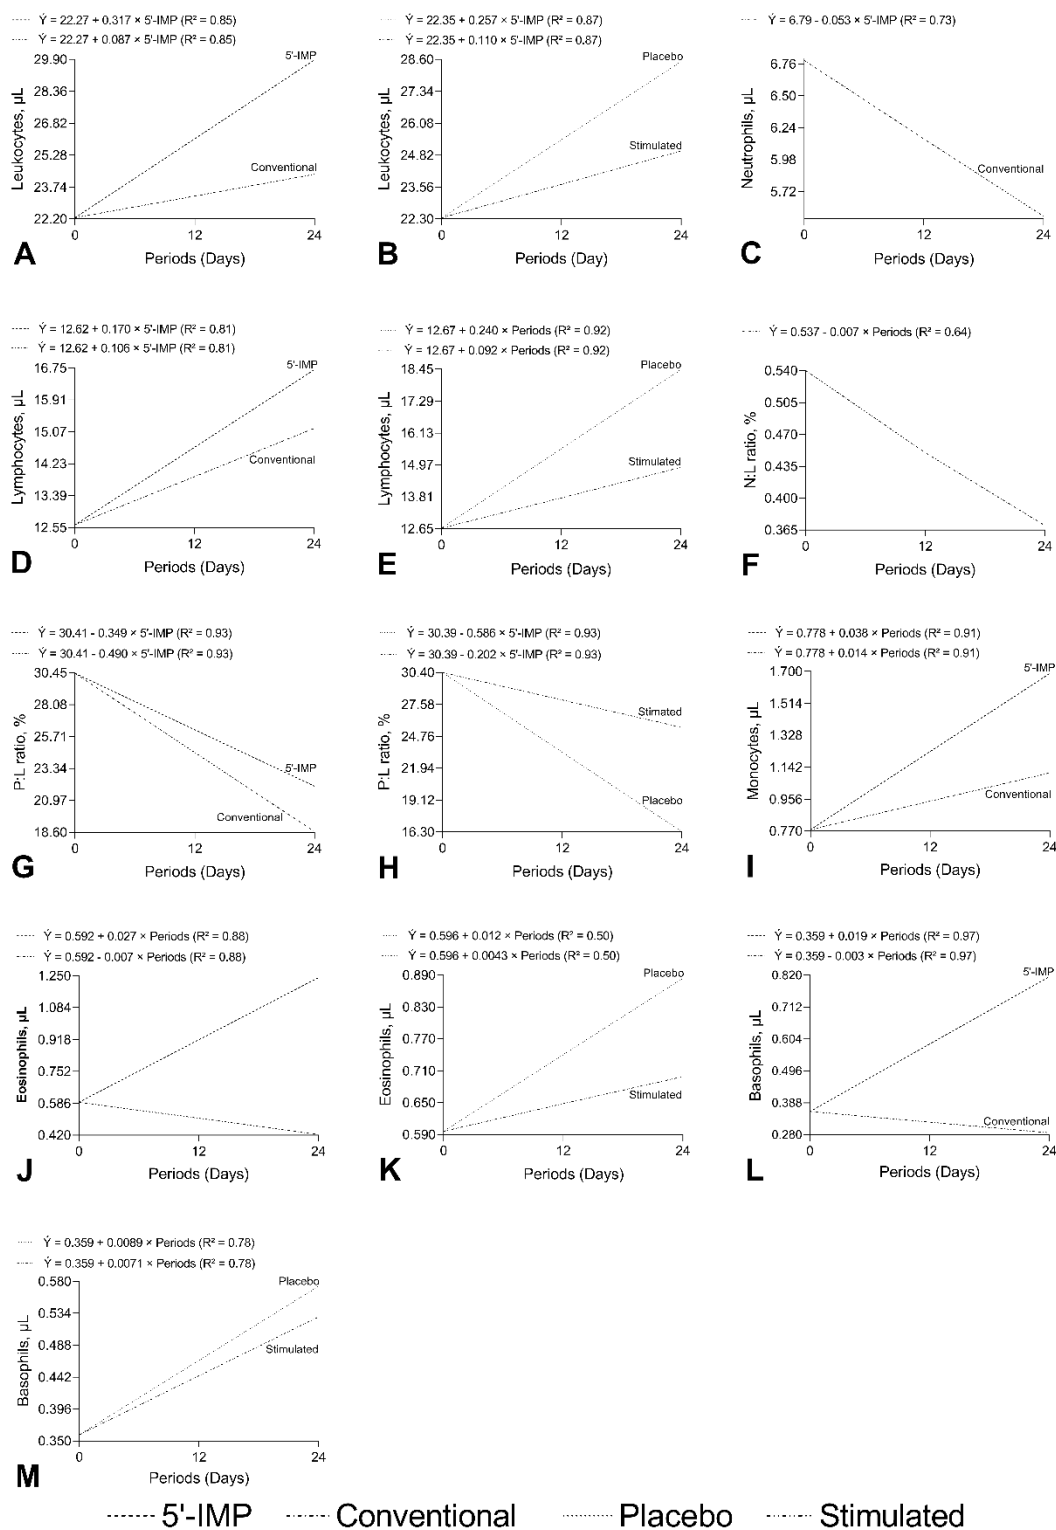 Ŷ = 22.27 + 0.317 × 5'-IMP (R² = 0.85)
Ŷ = 22.27 + 0.087 × 5'-IMP (R² = 0.85)
29.90
28.36
26.82
25.28
23.74
22.20
Leukocytes, µL
5'-IMP
Conventional
0
12
24
Periods (Days)
A
Ŷ = 22.35 + 0.257 × 5'-IMP (R² = 0.87)
Ŷ = 22.35 + 0.110 × 5'-IMP (R² = 0.87)
28.60
27.34
26.08
24.82
23.56
22.30
Leukocytes, µL
Placebo
Stimulated
0
12
24
Periods (Day)
B
Ŷ = 6.79 - 0.053 × 5'-IMP (R² = 0.73)
6.76
6.50
6.24
5.98
5.72
Neutrophils, µL
Conventional
0
12
24
Periods (Days)
C
Ŷ = 12.62 + 0.170 × 5'-IMP (R² = 0.81)
Ŷ = 12.62 + 0.106 × 5'-IMP (R² = 0.81)
16.75
15.91
15.07
14.23
13.39
12.55
Lymphocytes, µL
5'-IMP
Conventional
0
12
24
Periods (Days)
D
Ŷ = 12.67 + 0.240 × Periods (R² = 0.92)
Ŷ = 12.67 + 0.092 × Periods (R² = 0.92)
18.45
17.29
16.13
14.97
13.81
12.65
Lymphocytes, µL
Placebo
Stimulated
0
12
24
Periods (Days)
E
Ŷ = 0.537 - 0.007 × Periods (R² = 0.64)
0.540
0.505
0.470
0.435
0.400
0.365
N:L ratio, %
0
12
24
Periods (Days)
F
Ŷ = 30.41 - 0.349 × 5'-IMP (R² = 0.93)
Ŷ = 30.41 - 0.490 × 5'-IMP (R² = 0.93)
30.45
28.08
25.71
23.34
20.97
18.60
P:L ratio, %
5'-IMP
Conventional
0
12
24
Periods (Days)
G
Ŷ = 30.39 - 0.586 × 5'-IMP (R² = 0.93)
Ŷ = 30.39 - 0.202 × 5'-IMP (R² = 0.93)
30.40
27.58
24.76
21.94
19.12
16.30
P:L ratio, %
Stimated
Placebo
0
12
24
Periods (Days)
H
Ŷ = 0.778 + 0.038 × Periods (R² = 0.91)
Ŷ = 0.778 + 0.014 × Periods (R² = 0.91)
1.700
1.514
1.328
1.142
0.956
0.770
Monocytes, µL
5'-IMP
Conventional
0
12
24
Periods (Days)
I
Ŷ = 0.592 + 0.027 × Periods (R² = 0.88)
Ŷ = 0.592 - 0.007 × Periods (R² = 0.88)
1.250
1.084
0.918
0.752
0.586
0.420
Eosinophils, µL
0
12
24
Periods (Days)
J
Ŷ = 0.596 + 0.012 × Periods (R² = 0.50)
Ŷ = 0.596 + 0.0043 × Periods (R² = 0.50)
0.890
0.830
0.770
0.710
0.650
0.590
Eosinophils, µL
Placebo
Stimulated
0
12
24
Periods (Days)
K
Ŷ = 0.359 + 0.019 × Periods (R² = 0.97)
Ŷ = 0.359 - 0.003 × Periods (R² = 0.97)
0.820
0.712
0.604
0.496
0.388
0.280
Basophils, µL
5'-IMP
Conventional
0
12
24
Periods (Days)
L
Ŷ = 0.359 + 0.0089 × Periods (R² = 0.78)
Ŷ = 0.359 + 0.0071 × Periods (R² = 0.78)
0.580
0.534
0.488
0.442
0.396
0.350
Basophils, µL
Placebo
Stimulated
0
12
24
Periods (Days)
M
5'-IMP Conventional Placebo Stimulated